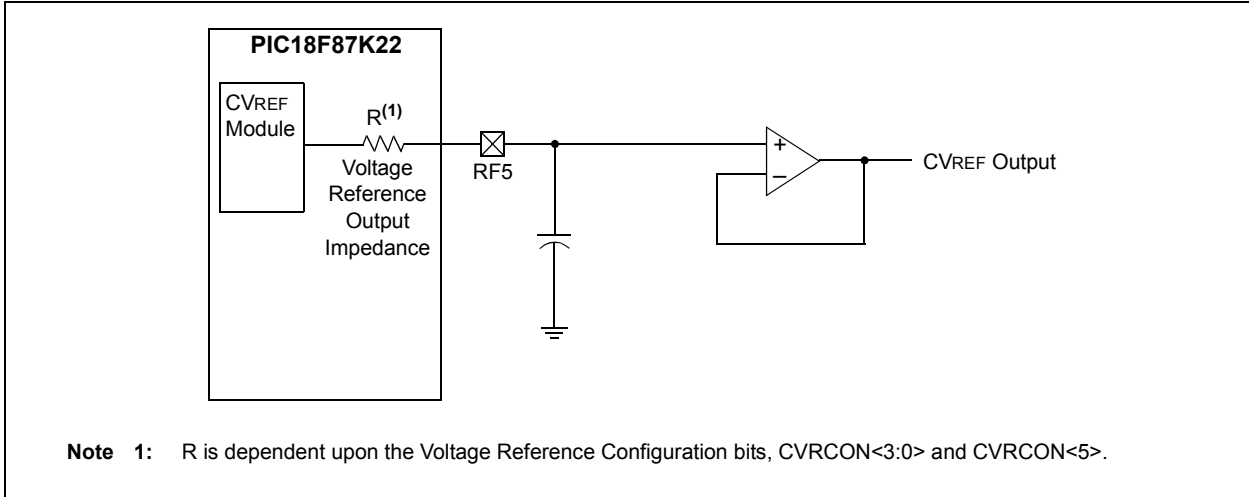 PIC18F87K22
CVREF
Module
R(1)
Voltage
Reference
Output
Impedance
RF5
+
–
CVREF Output
Note 1: R is dependent upon the Voltage Reference Configuration bits, CVRCON<3:0> and CVRCON<5>.